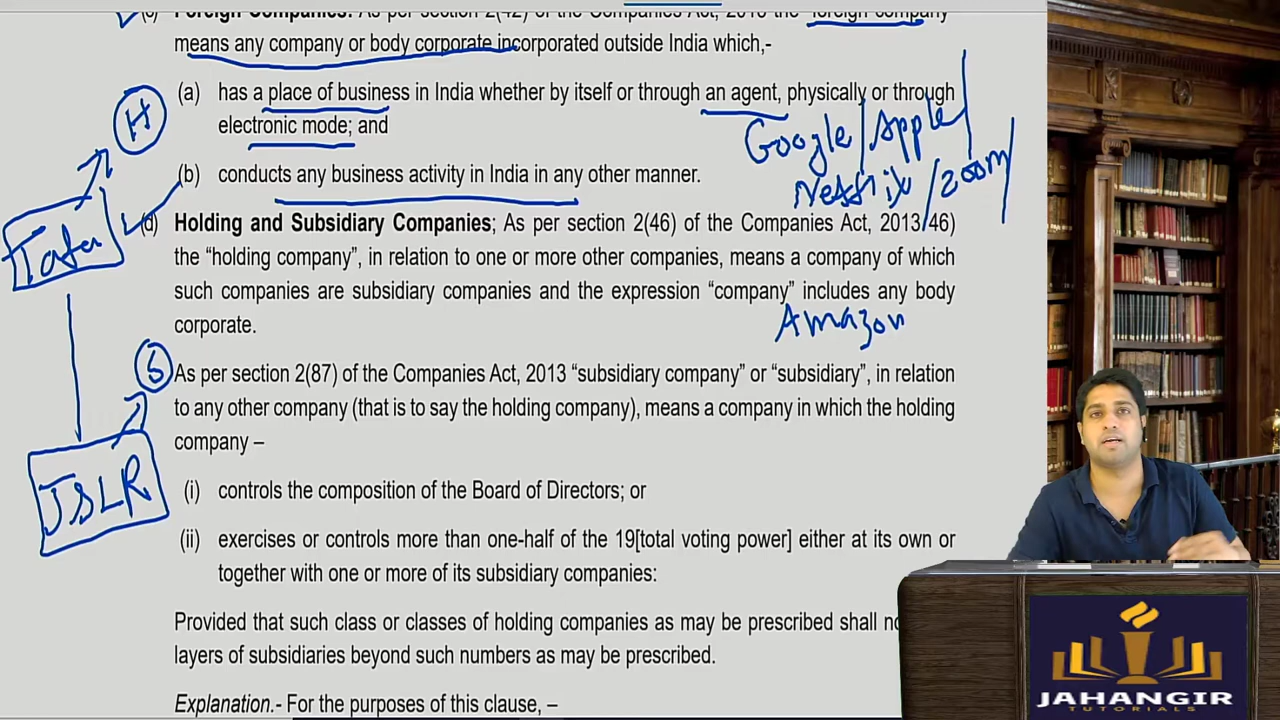 (c) Foreign Companies: As per section 2(42) of the Companies Act, 2013 the "foreign company"
means any company or body corporate incorporated outside India which,-
(a) has a place of business in India whether by itself or through an agent, physically or through
electronic mode; and
(b) conducts any business activity in India in any other manner.
Google/Apple/
Netflix/zoom/
H
Tata
(d) Holding and Subsidiary Companies; As per section 2(46) of the Companies Act, 2013/46)
the “holding company”, in relation to one or more other companies, means a company of which
such companies are subsidiary companies and the expression “company” includes any body
corporate.
Amazon
S
As per section 2(87) of the Companies Act, 2013 “subsidiary company” or “subsidiary”, in relation
to any other company (that is to say the holding company), means a company in which the holding
company –
JSLR
(i) controls the composition of the Board of Directors; or
(ii) exercises or controls more than one-half of the 19[total voting power] either at its own or
together with one or more of its subsidiary companies:
Provided that such class or classes of holding companies as may be prescribed shall no
layers of subsidiaries beyond such numbers as may be prescribed.
Explanation.- For the purposes of this clause, –
JAHANGIR
TUTORIALS